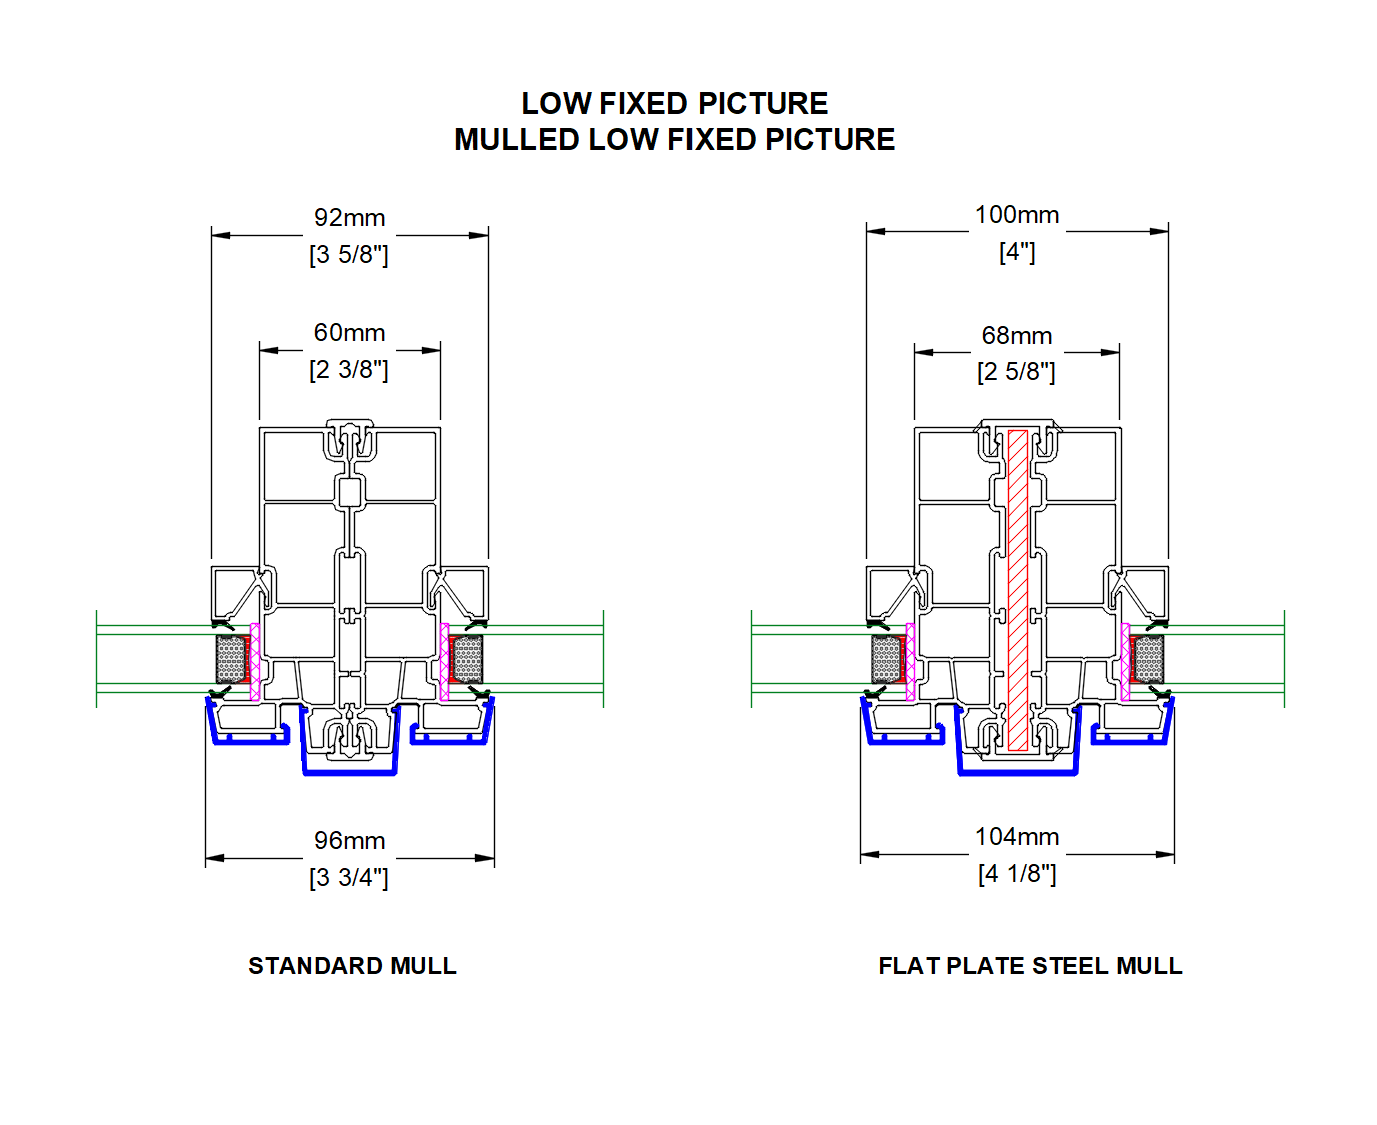 LOW FIXED PICTURE
MULLED LOW FIXED PICTURE
92mm
[3 5/8"]
60mm
[2 3/8"]
96mm
[3 3/4"]
STANDARD MULL
100mm
[4"]
68mm
[2 5/8"]
104mm
[4 1/8"]
FLAT PLATE STEEL MULL